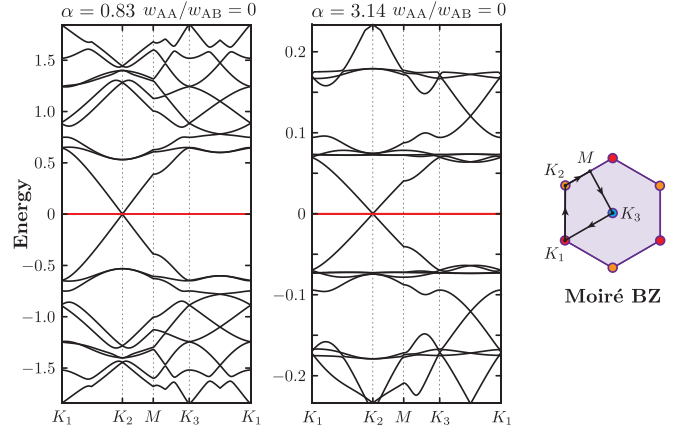 α = 0.83 w_AA/w_AB = 0
α = 3.14 w_AA/w_AB = 0
Energy
1.5
1.0
0.5
0
−0.5
−1.0
−1.5
K₁ K₂ M K₃ K₁
0.2
0.1
0
−0.1
−0.2
K₁ K₂ M K₃ K₁
M
K₂
K₃
K₁
Moiré BZ